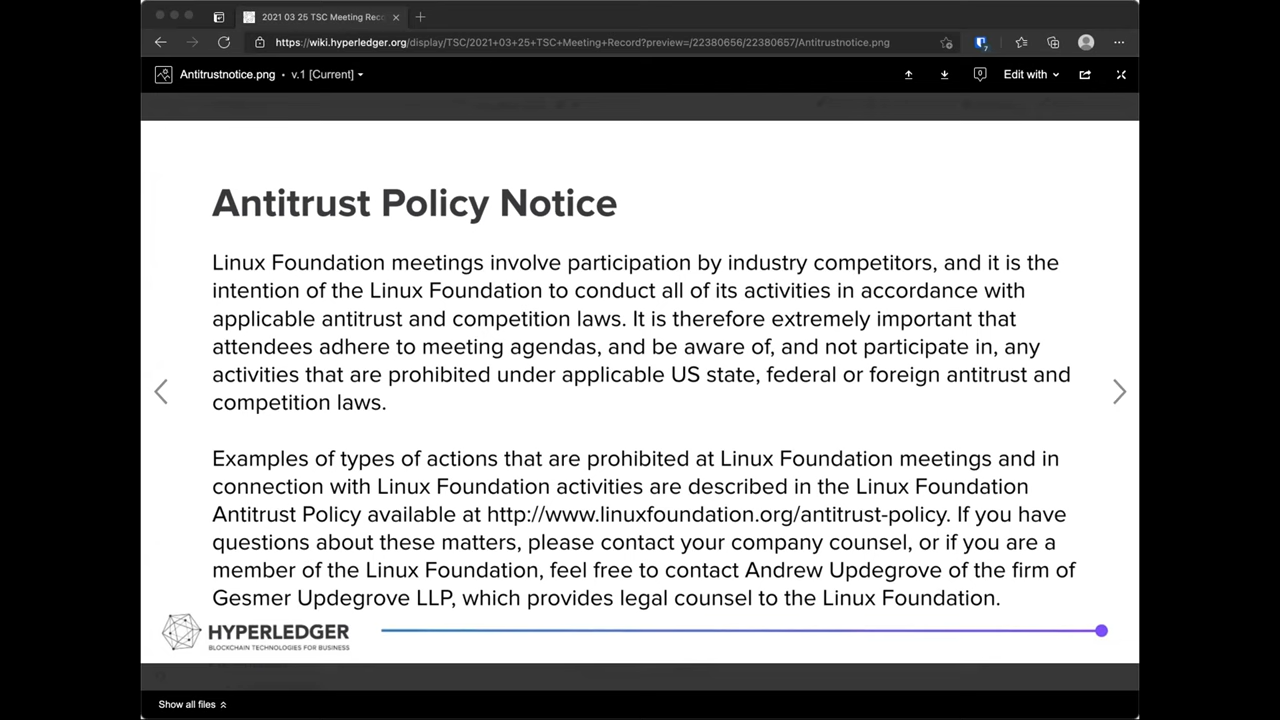 2021 03 25 TSC Meeting Reco
https://wiki.hyperledger.org/display/TSC/2021+03+25+TSC+Meeting+Record?preview=/22380656/22380657/Antitrustnotice.png
7
Antitrustnotice.png • v.1 [Current]
0
Edit with
Antitrust Policy Notice
Linux Foundation meetings involve participation by industry competitors, and it is the
intention of the Linux Foundation to conduct all of its activities in accordance with
applicable antitrust and competition laws. It is therefore extremely important that
attendees adhere to meeting agendas, and be aware of, and not participate in, any
activities that are prohibited under applicable US state, federal or foreign antitrust and
competition laws.
Examples of types of actions that are prohibited at Linux Foundation meetings and in
connection with Linux Foundation activities are described in the Linux Foundation
Antitrust Policy available at http://www.linuxfoundation.org/antitrust-policy. If you have
questions about these matters, please contact your company counsel, or if you are a
member of the Linux Foundation, feel free to contact Andrew Updegrove of the firm of
Gesmer Updegrove LLP, which provides legal counsel to the Linux Foundation.
HYPERLEDGER
BLOCKCHAIN TECHNOLOGIES FOR BUSINESS
Show all files